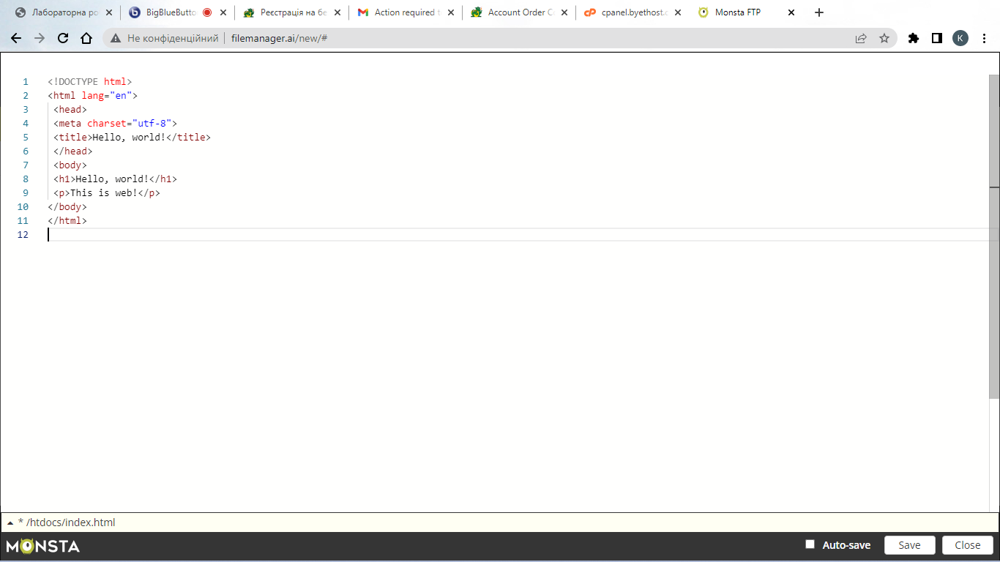 Лабораторна ро
BigBlueButto
Реєстрація на бе
Action required t
Account Order C
cpanel.byethost.c
Monsta FTP
Не конфіденційний
filemanager.ai/new/#
K
1 <!DOCTYPE html>
2 <html lang="en">
3 <head>
4 <meta charset="utf-8">
5 <title>Hello, world!</title>
6 </head>
7 <body>
8 <h1>Hello, world!</h1>
9 <p>This is web!</p>
10 </body>
11 </html>
12
* /htdocs/index.html
MONSTA
Auto-save
Save
Close